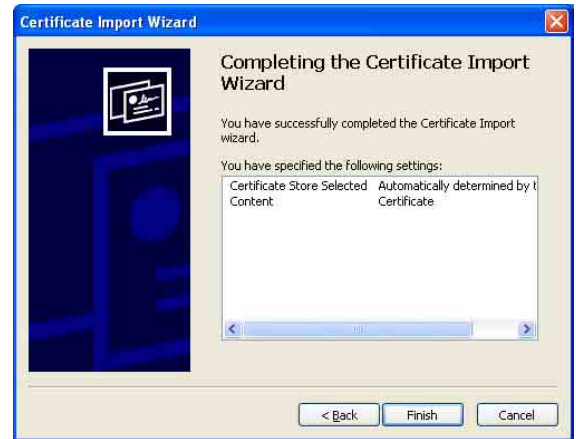 Certificate Import Wizard
Completing the Certificate Import
Wizard
You have successfully completed the Certificate Import
wizard.
You have specified the following settings:
Certificate Store Selected Automatically determined by t
Content Certificate
< Back Finish Cancel